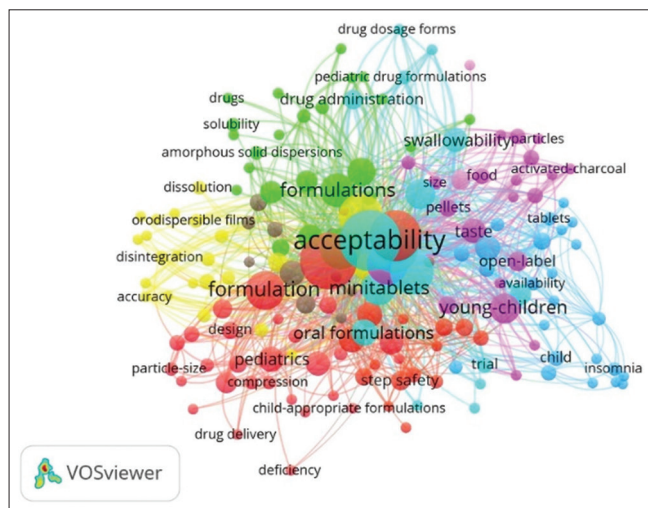 drug dosage forms
pediatric drug formulations
drugs
drug administration
solubility
swallowability
particles
amorphous solid dispersions
food
activated-charcoal
dissolution
formulations
size
pellets
tablets
orodispersible films
taste
acceptability
disintegration
open-label
availability
accuracy
formulation
minitablets
young-children
design
oral formulations
particle-size
pediatrics
trial
child
insomnia
compression
step safety
child-appropriate formulations
drug delivery
deficiency
VOSviewer